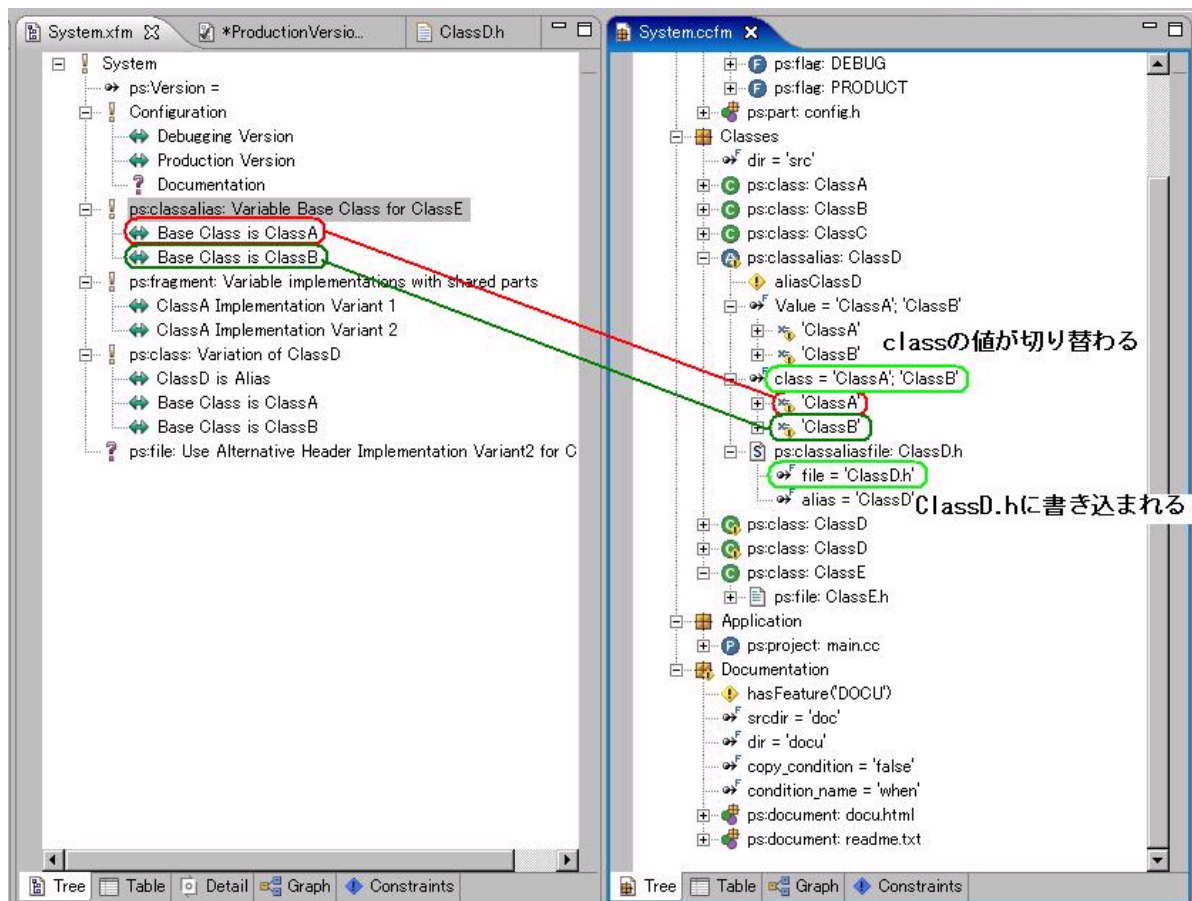 System.xfm
*ProductionVersio...
ClassD.h
System
ps:Version =
Configuration
Debugging Version
Production Version
Documentation
ps:classalias: Variable Base Class for ClassE
Base Class is ClassA
Base Class is ClassB
ps:fragment: Variable implementations with shared parts
ClassA Implementation Variant 1
ClassA Implementation Variant 2
ps:class: Variation of ClassD
ClassD is Alias
Base Class is ClassA
Base Class is ClassB
ps:file: Use Alternative Header Implementation Variant2 for C
Tree
Table
Detail
Graph
Constraints
System.ccfm
ps:flag: DEBUG
ps:flag: PRODUCT
ps:part: config.h
Classes
dir = 'src'
ps:class: ClassA
ps:class: ClassB
ps:class: ClassC
ps:classalias: ClassD
aliasClassD
Value = 'ClassA'; 'ClassB'
'ClassA'
'ClassB'
classの値が切り替わる
class = 'ClassA'; 'ClassB'
'ClassA'
'ClassB'
ps:classaliasfile: ClassD.h
file = 'ClassD.h'
alias = 'ClassD'
ClassD.hに書き込まれる
ps:class: ClassD
ps:class: ClassD
ps:class: ClassE
ps:file: ClassE.h
Application
ps:project: main.cc
Documentation
hasFeature('DOCU')
srcdir = 'doc'
dir = 'docu'
copy_condition = 'false'
condition_name = 'when'
ps:document: docu.html
ps:document: readme.txt
Tree
Table
Graph
Constraints